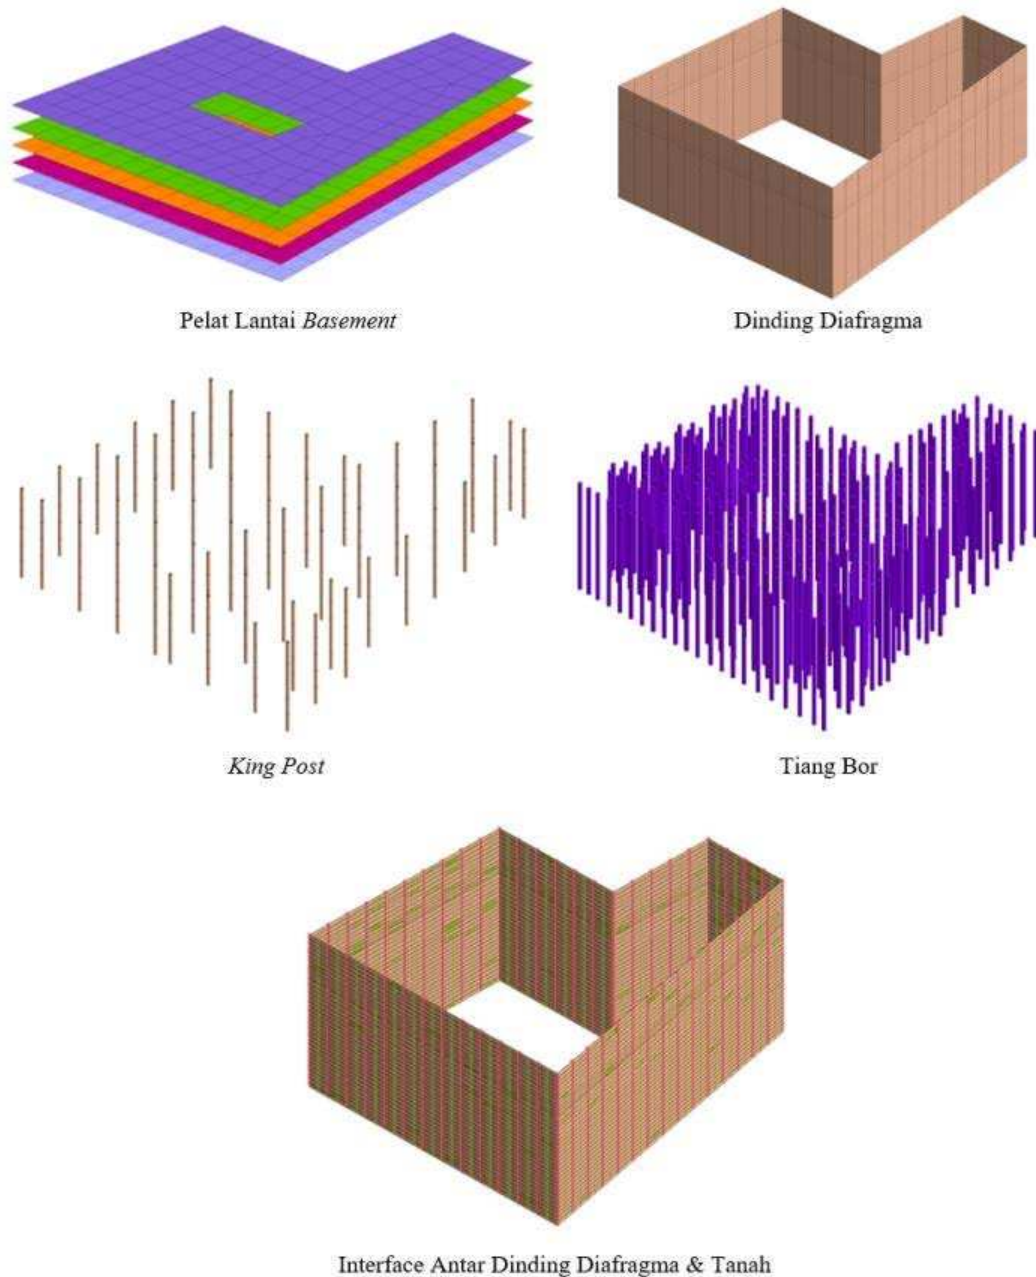 Pelat Lantai Basement
Dinding Diafragma
King Post
Tiang Bor
Interface Antar Dinding Diafragma & Tanah